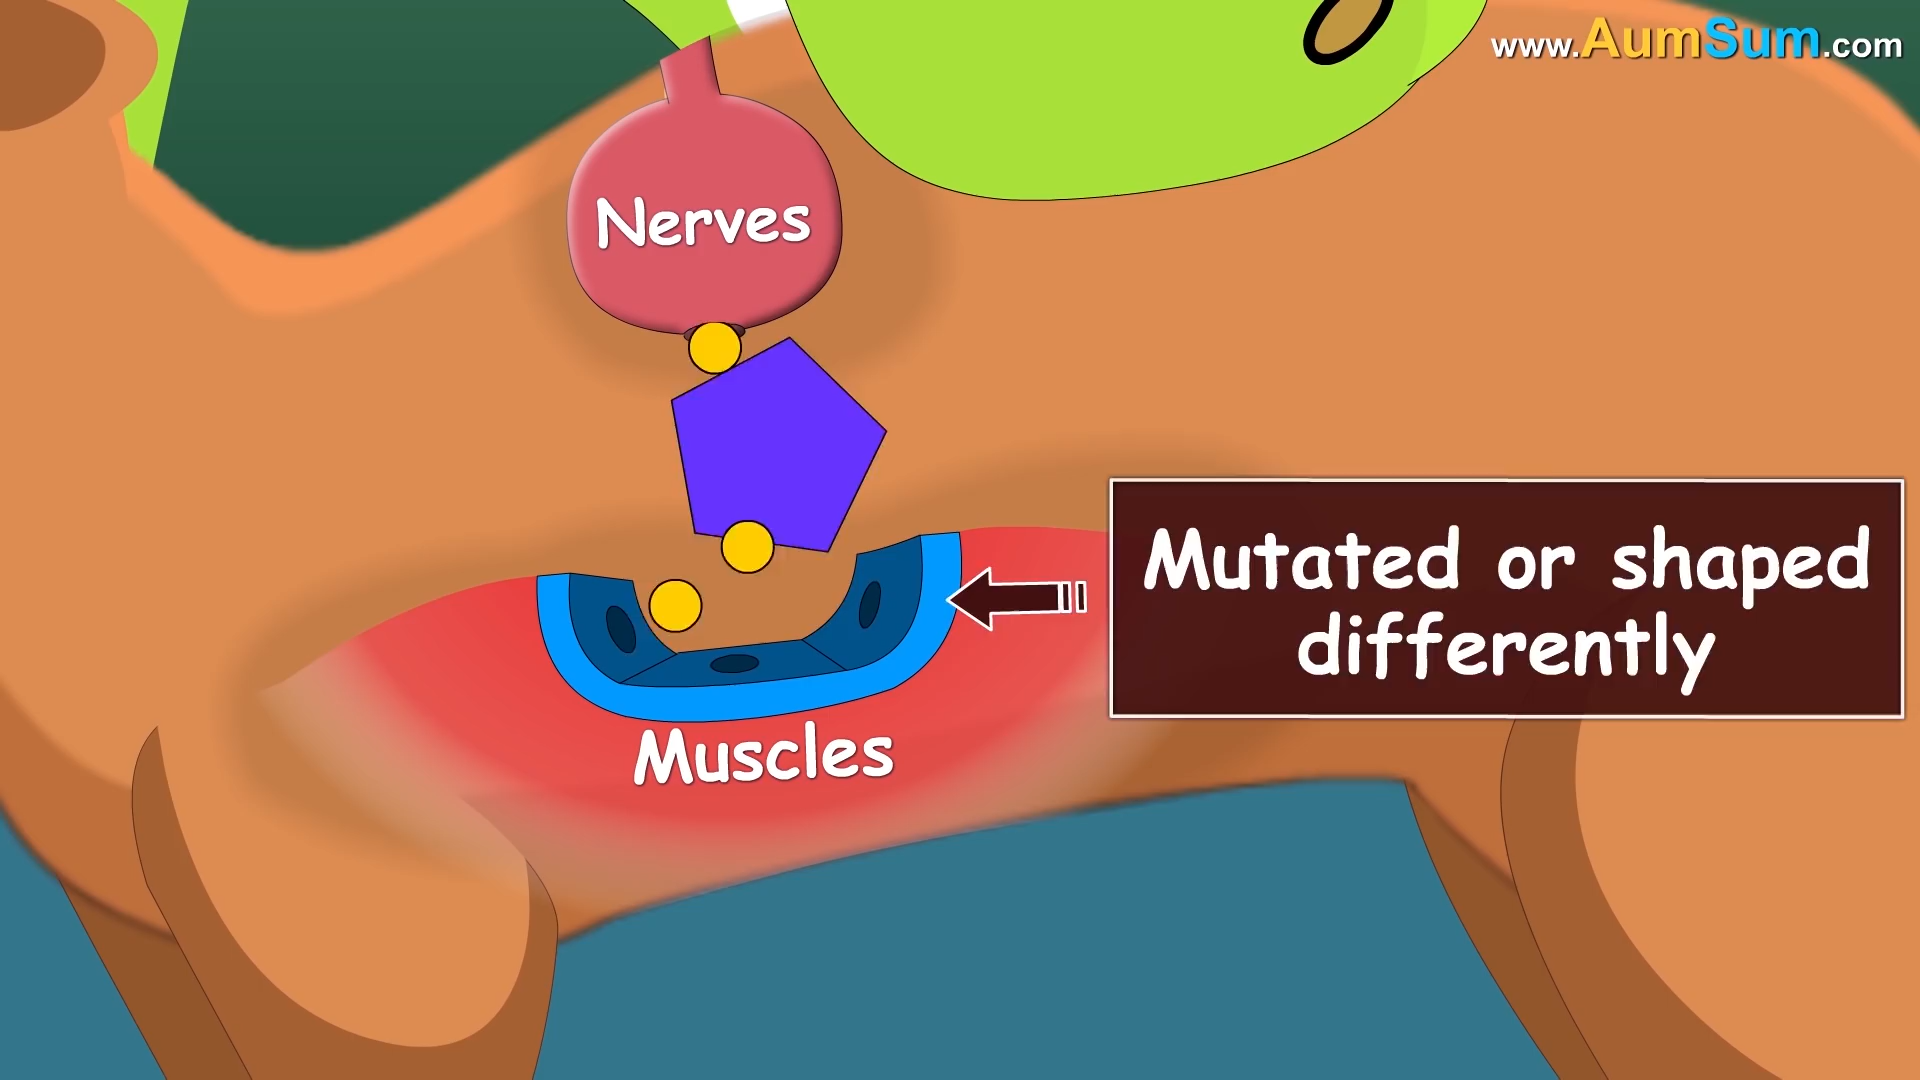 www.AumSum.com
Nerves
Mutated or shaped
differently
Muscles